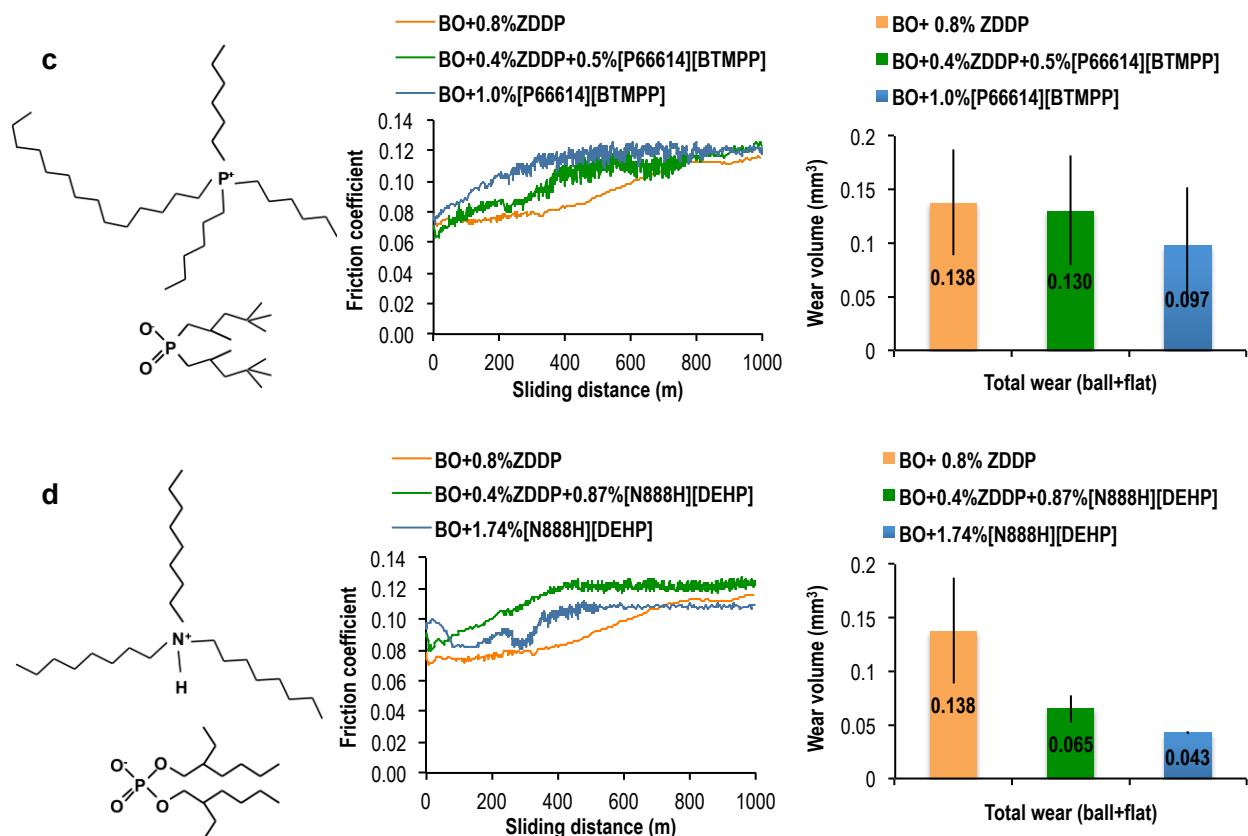 c
P+
O-
P
O
BO+0.8%ZDDP
BO+0.4%ZDDP+0.5%[P66614][BTMPP]
BO+1.0%[P66614][BTMPP]
Friction coefficient
0.14
0.12
0.10
0.08
0.06
0.04
0.02
0.00
0 200 400 600 800 1000
Sliding distance (m)
BO+ 0.8% ZDDP
BO+0.4%ZDDP+0.5%[P66614][BTMPP]
BO+1.0%[P66614][BTMPP]
Wear volume (mm³)
0.2
0.15
0.1
0.05
0
0.138 0.130 0.097
Total wear (ball+flat)
d
N+
H
O-
P
O
O
O
BO+0.8%ZDDP
BO+0.4%ZDDP+0.87%[N888H][DEHP]
BO+1.74%[N888H][DEHP]
Friction coefficient
0.14
0.12
0.10
0.08
0.06
0.04
0.02
0.00
0 200 400 600 800 1000
Sliding distance (m)
BO+ 0.8% ZDDP
BO+0.4%ZDDP+0.87%[N888H][DEHP]
BO+1.74%[N888H][DEHP]
Wear volume (mm³)
0.2
0.15
0.1
0.05
0
0.138 0.065 0.043
Total wear (ball+flat)